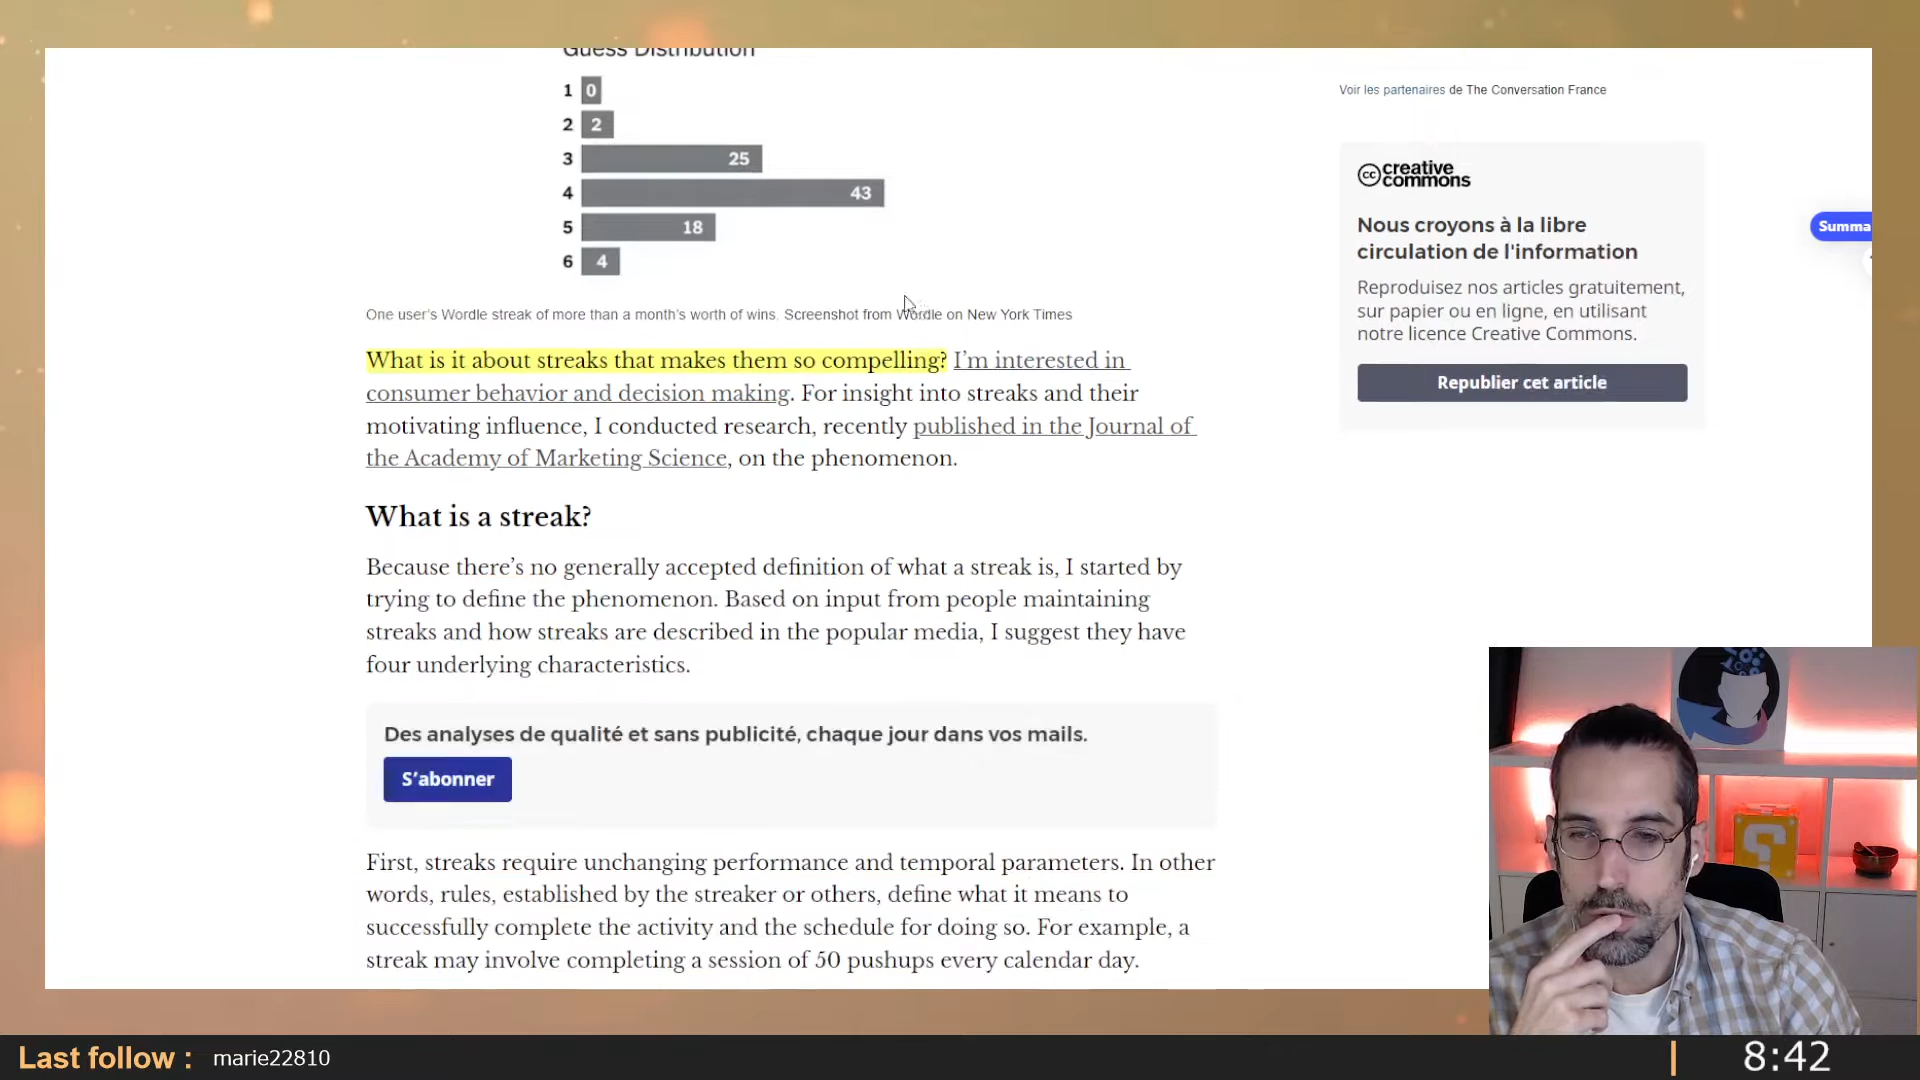 Guess Distribution
1 0
2 2
3 25
4 43
5 18
6 4
One user's Wordle streak of more than a month's worth of wins. Screenshot from Wordle on New York Times
What is it about streaks that makes them so compelling? I’m interested in
consumer behavior and decision making. For insight into streaks and their
motivating influence, I conducted research, recently published in the Journal of
the Academy of Marketing Science, on the phenomenon.
What is a streak?
Because there’s no generally accepted definition of what a streak is, I started by
trying to define the phenomenon. Based on input from people maintaining
streaks and how streaks are described in the popular media, I suggest they have
four underlying characteristics.
Des analyses de qualité et sans publicité, chaque jour dans vos mails.
S’abonner
First, streaks require unchanging performance and temporal parameters. In other
words, rules, established by the streaker or others, define what it means to
successfully complete the activity and the schedule for doing so. For example, a
streak may involve completing a session of 50 pushups every calendar day.
Voir les partenaires de The Conversation France
cc creative
commons
Nous croyons à la libre
circulation de l'information
Reproduisez nos articles gratuitement,
sur papier ou en ligne, en utilisant
notre licence Creative Commons.
Republier cet article
Summa
?
Last follow : marie22810
8:42